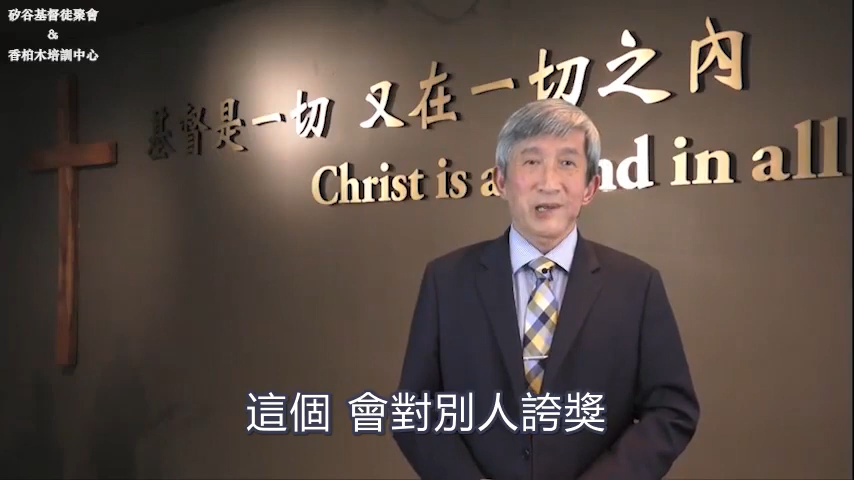 矽谷基督徒聚會
&
香柏木培訓中心
基督是一切 又在一切之內
Christ is a nd in all
這個 會對別人誇獎